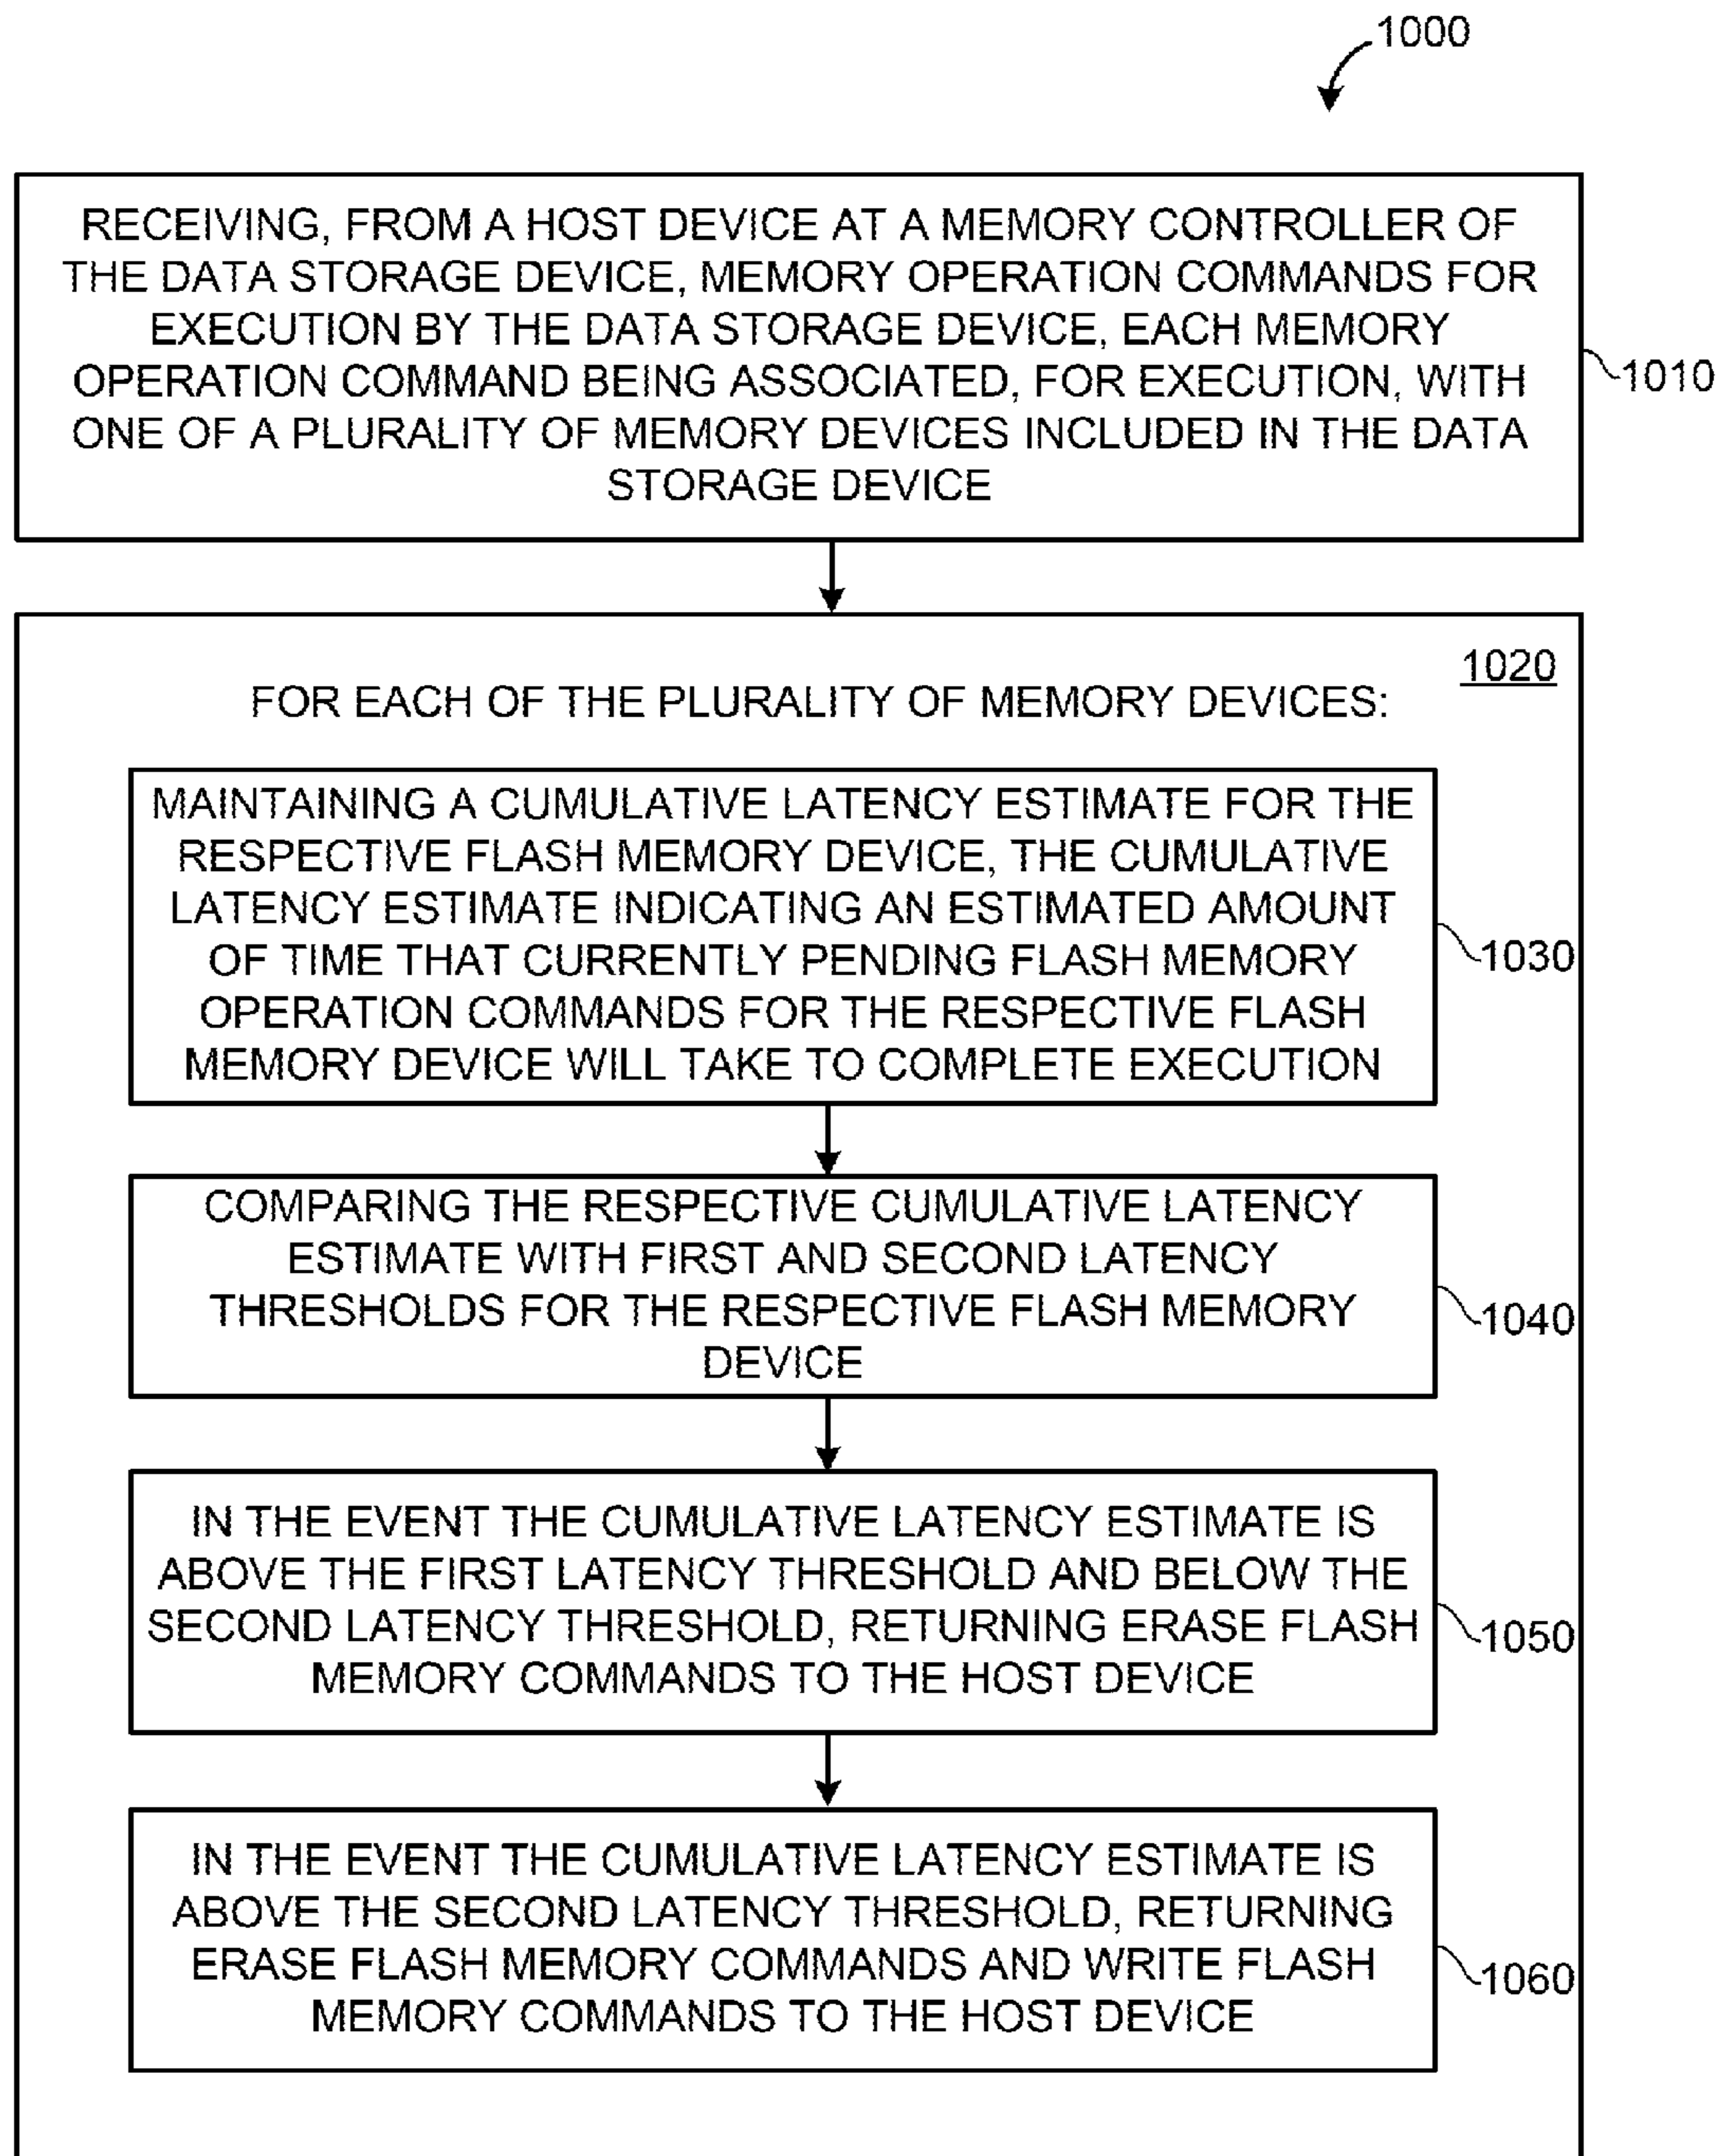 1000
RECEIVING, FROM A HOST DEVICE AT A MEMORY CONTROLLER OF
THE DATA STORAGE DEVICE, MEMORY OPERATION COMMANDS FOR
EXECUTION BY THE DATA STORAGE DEVICE, EACH MEMORY
OPERATION COMMAND BEING ASSOCIATED, FOR EXECUTION, WITH
ONE OF A PLURALITY OF MEMORY DEVICES INCLUDED IN THE DATA
STORAGE DEVICE
1010
1020
FOR EACH OF THE PLURALITY OF MEMORY DEVICES:
MAINTAINING A CUMULATIVE LATENCY ESTIMATE FOR THE
RESPECTIVE FLASH MEMORY DEVICE, THE CUMULATIVE
LATENCY ESTIMATE INDICATING AN ESTIMATED AMOUNT
OF TIME THAT CURRENTLY PENDING FLASH MEMORY
OPERATION COMMANDS FOR THE RESPECTIVE FLASH
MEMORY DEVICE WILL TAKE TO COMPLETE EXECUTION
1030
COMPARING THE RESPECTIVE CUMULATIVE LATENCY
ESTIMATE WITH FIRST AND SECOND LATENCY
THRESHOLDS FOR THE RESPECTIVE FLASH MEMORY
DEVICE
1040
IN THE EVENT THE CUMULATIVE LATENCY ESTIMATE IS
ABOVE THE FIRST LATENCY THRESHOLD AND BELOW THE
SECOND LATENCY THRESHOLD, RETURNING ERASE FLASH
MEMORY COMMANDS TO THE HOST DEVICE
1050
IN THE EVENT THE CUMULATIVE LATENCY ESTIMATE IS
ABOVE THE SECOND LATENCY THRESHOLD, RETURNING
ERASE FLASH MEMORY COMMANDS AND WRITE FLASH
MEMORY COMMANDS TO THE HOST DEVICE
1060